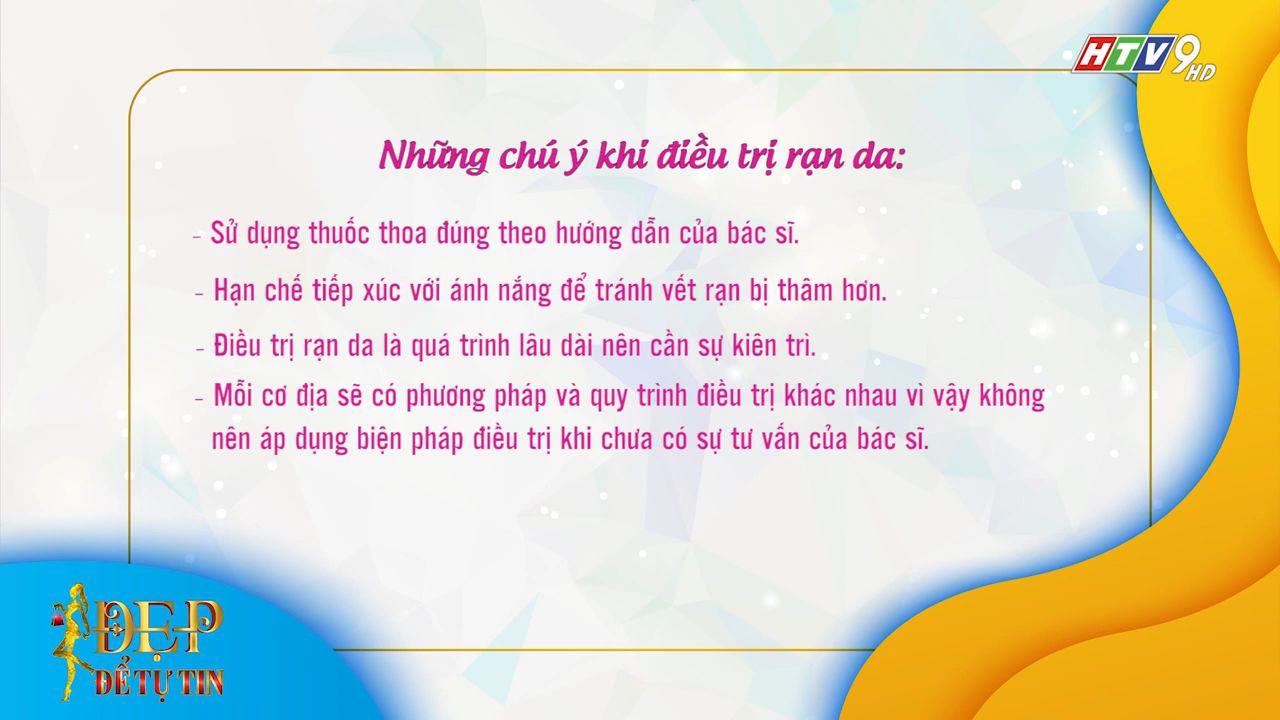 HTV9
HD
Những chú ý khi điều trị rạn da:
- Sử dụng thuốc thoa đúng theo hướng dẫn của bác sĩ.
- Hạn chế tiếp xúc với ánh nắng để tránh vết rạn bị thâm hơn.
- Điều trị rạn da là quá trình lâu dài nên cần sự kiên trì.
- Mỗi cơ địa sẽ có phương pháp và quy trình điều trị khác nhau vì vậy không
nên áp dụng biện pháp điều trị khi chưa có sự tư vấn của bác sĩ.
ĐẸP
ĐỂ TỰ TIN